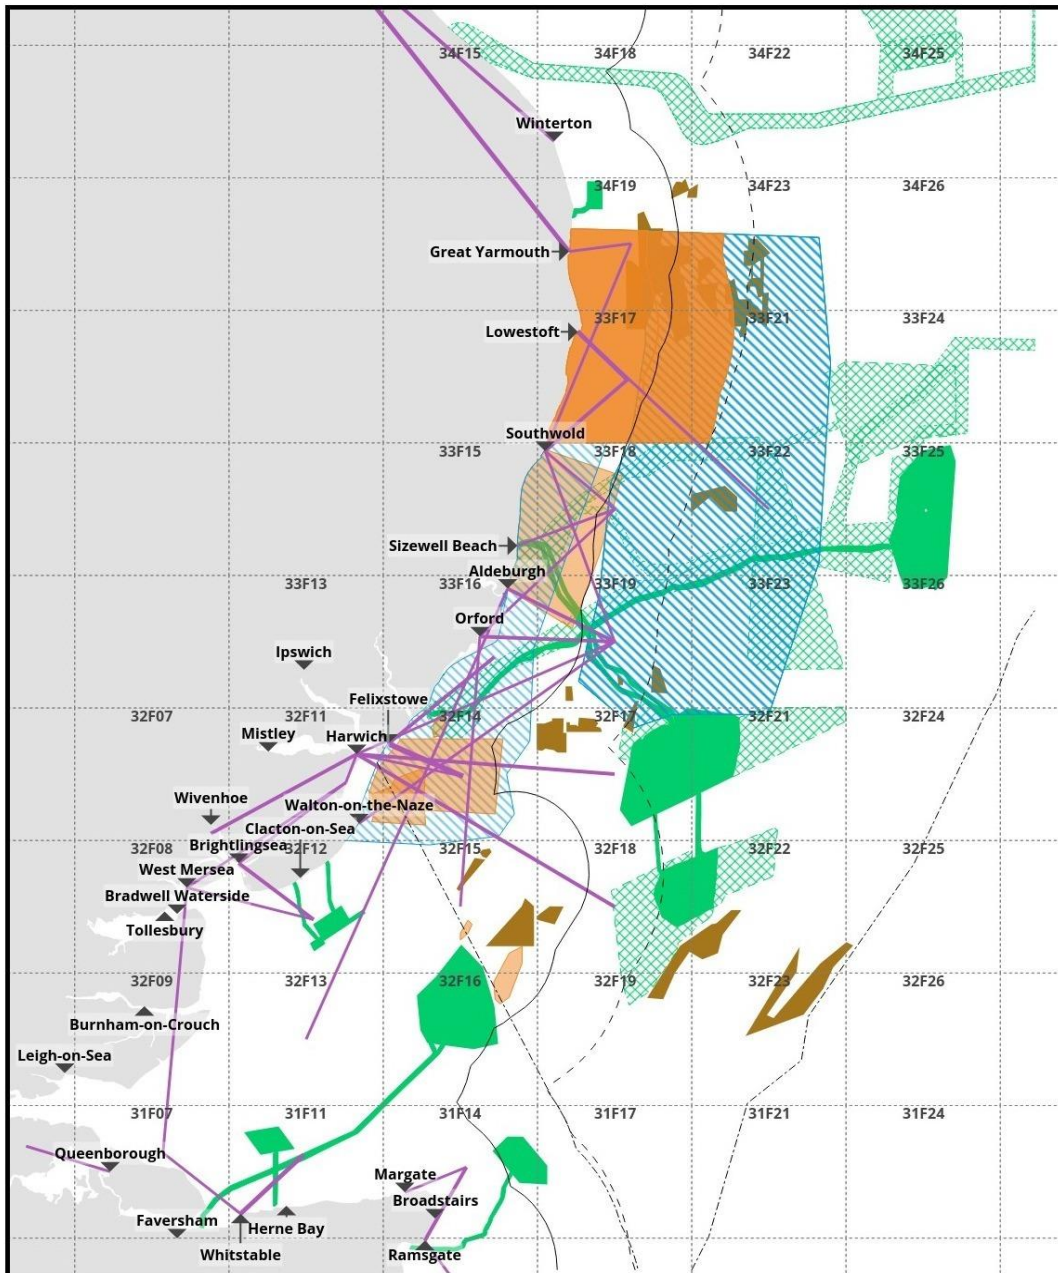 34F15 34F18 34F22 34F25
Winterton
34F19 34F23 34F26
Great Yarmouth
33F17 33F21 33F24
Lowestoft
Southwold
33F15 33F18 33F22 33F25
Sizewell Beach
Aldeburgh
33F13 33F16 33F19 33F23 33F26
Orford
Ipswich
Felixstowe
32F07 32F11 32F14 32F17 32F21 32F24
Mistley
Harwich
Wivenhoe
Walton-on-the-Naze
Clacton-on-Sea
Brightlingsea
32F08 32F12 32F15 32F18 32F22 32F25
West Mersea
Bradwell Waterside
Tollesbury
32F09 32F13 32F16 32F19 32F23 32F26
Burnham-on-Crouch
Leigh-on-Sea
31F07 31F11 31F14 31F17 31F21 31F24
Queenborough
Margate
Broadstairs
Faversham
Herne Bay
Whitstable
Ramsgate